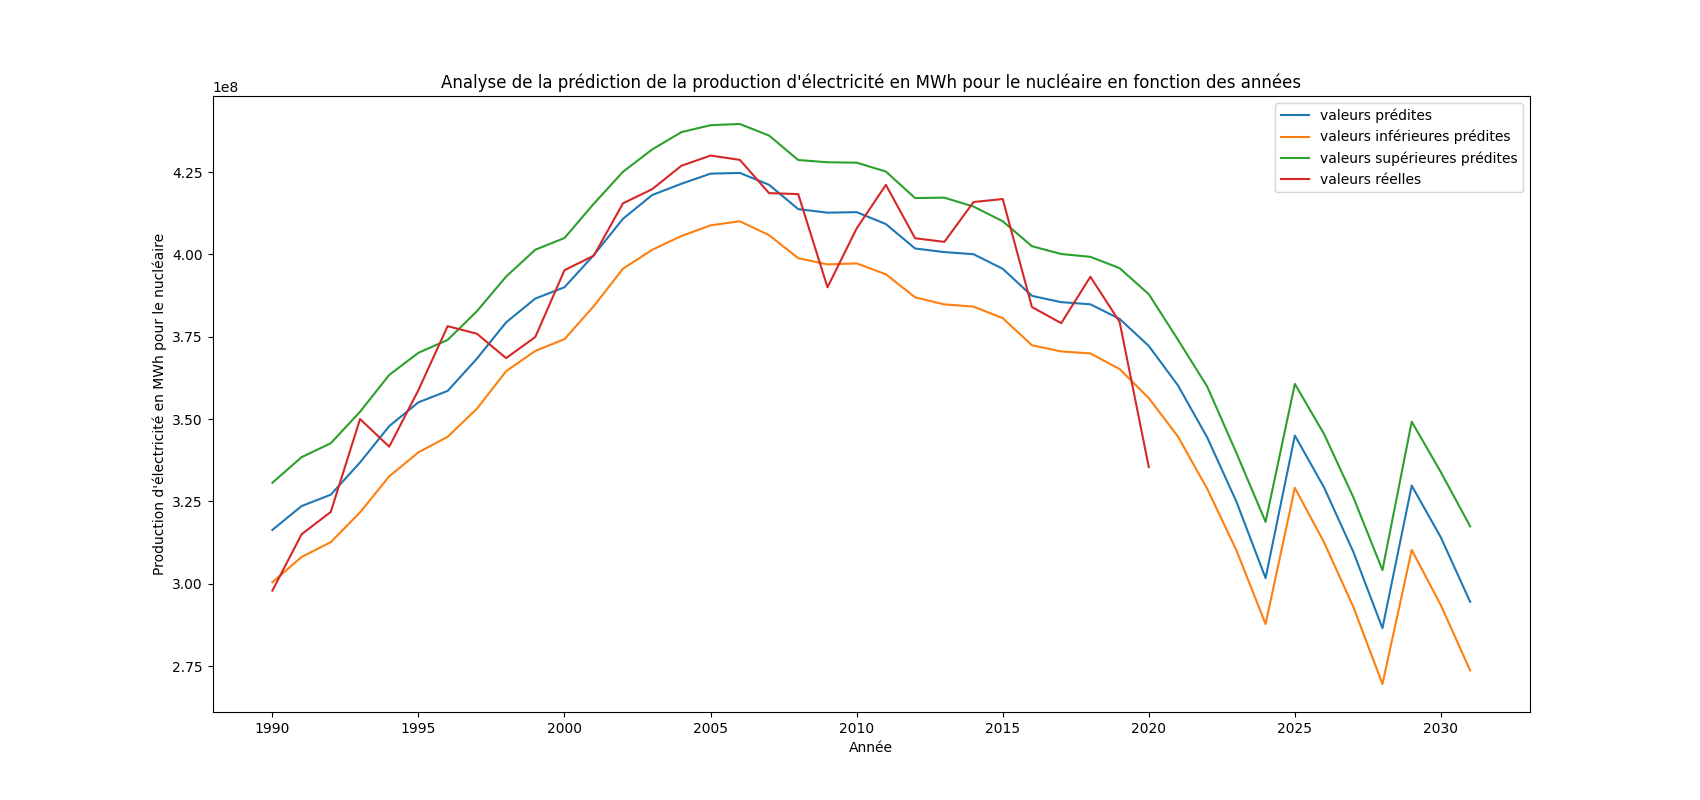 Analyse de la prédiction de la production d'électricité en MWh pour le nucléaire en fonction des années
1e8
valeurs prédites
valeurs inférieures prédites
valeurs supérieures prédites
valeurs réelles
Production d'électricité en MWh pour le nucléaire
4.25
4.00
3.75
3.50
3.25
3.00
2.75
1990 1995 2000 2005 2010 2015 2020 2025 2030
Année